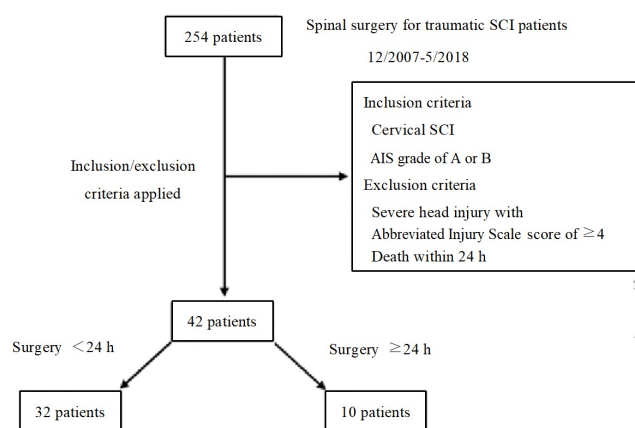 254 patients
Spinal surgery for traumatic SCI patients
12/2007-5/2018
Inclusion criteria
Cervical SCI
AIS grade of A or B
Exclusion criteria
Severe head injury with
Abbreviated Injury Scale score of ≥4
Death within 24 h
Inclusion/exclusion
criteria applied
42 patients
Surgery <24 h
Surgery ≥24 h
32 patients
10 patients